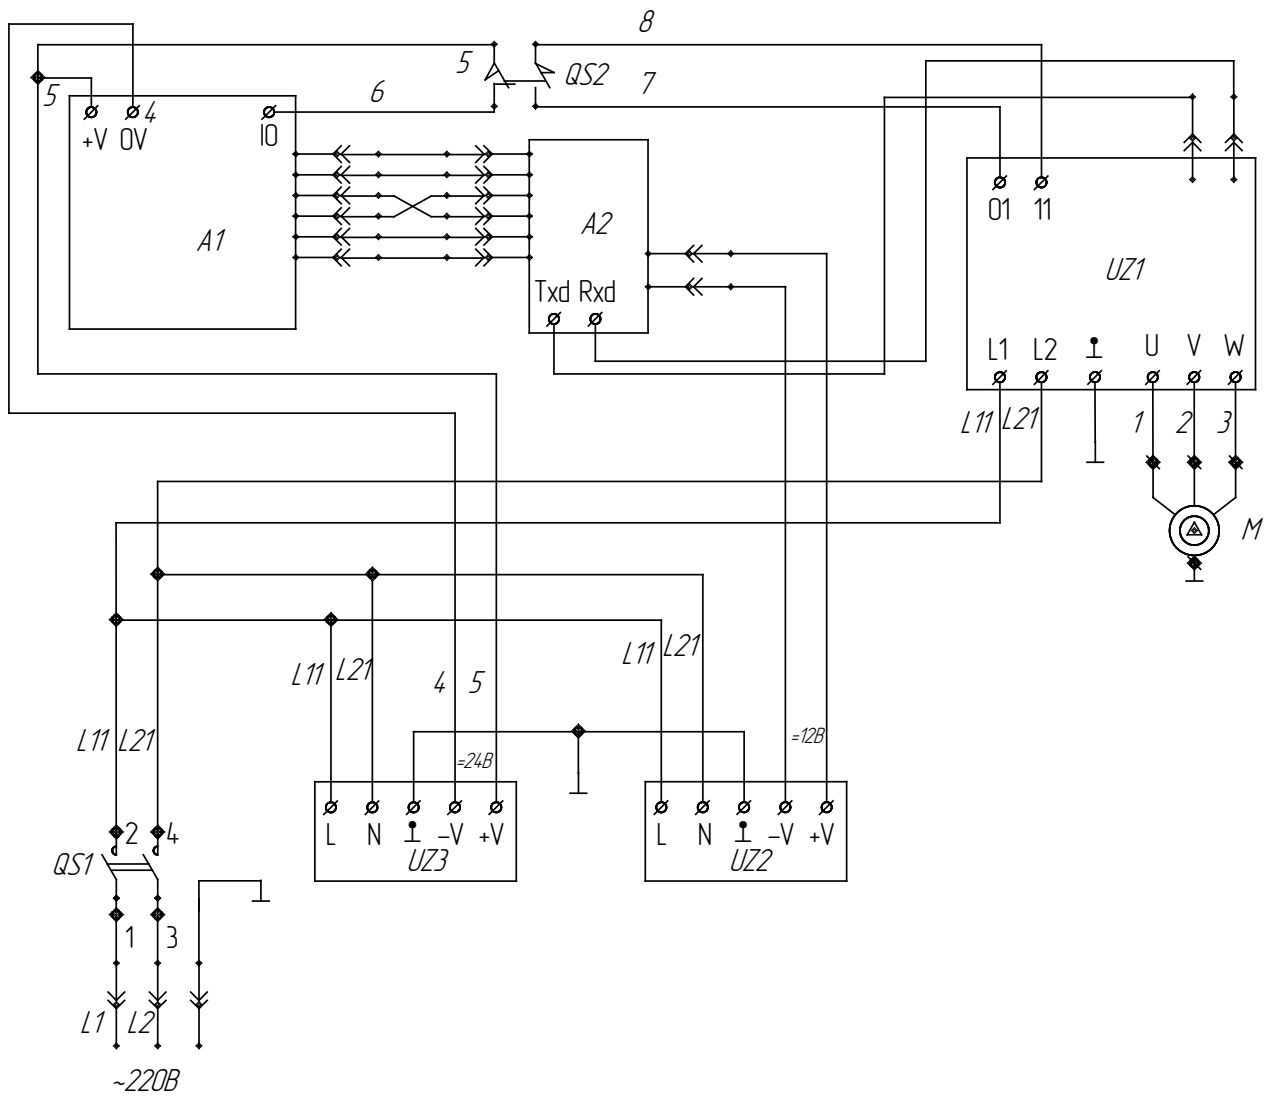 8
5
QS2
7
6
5
+V
0V
4
I0
A1
A2
Txd
Rxd
01
11
UZ1
L1
L2
U
V
W
L11
L21
1
2
3
M
L11
L21
4
5
L11
L21
L11
L21
=24В
=12В
L
N
-V
+V
UZ3
L
N
-V
+V
UZ2
2
4
QS1
1
3
L1
L2
~220В